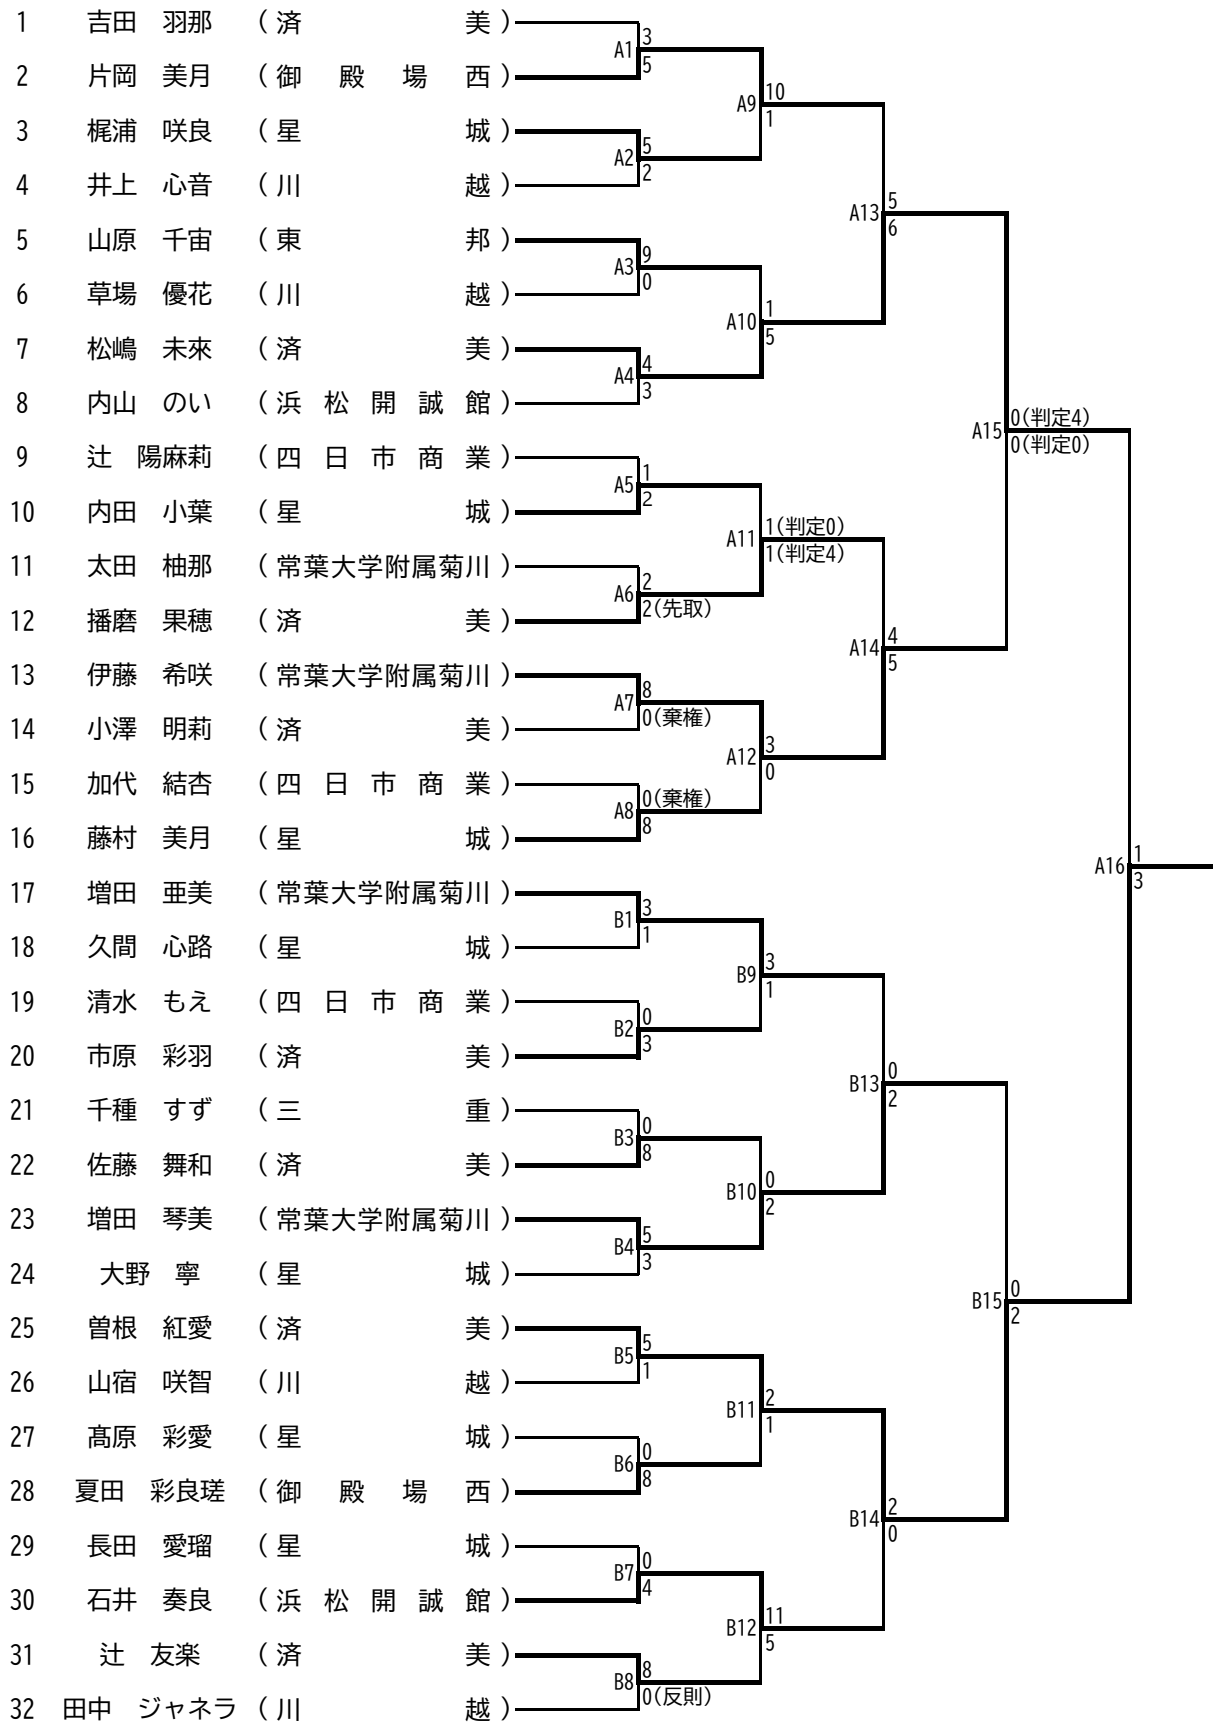 1 吉田 羽那 (済美)
A1 3
5
2 片岡 美月 (御殿場西)
A9 10
1
3 梶浦 咲良 (星城)
A2 5
2
4 井上 心音 (川越)
A13 5
6
5 山原 千宙 (東邦)
A3 9
0
6 草場 優花 (川越)
A10 1
5
7 松嶋 未來 (済美)
A4 4
3
8 内山 のい (浜松開誠館)
A15 0(判定4)
0(判定0)
9 辻 陽麻莉 (四日市商業)
A5 1
2
10 内田 小葉 (星城)
A11 1(判定0)
1(判定4)
11 太田 柚那 (常葉大学附属菊川)
A6 2
2(先取)
12 播磨 果穂 (済美)
A14 4
5
13 伊藤 希咲 (常葉大学附属菊川)
A7 8
0(棄権)
14 小澤 明莉 (済美)
A12 3
0
15 加代 結杏 (四日市商業)
A8 0(棄権)
8
16 藤村 美月 (星城)
A16 1
3
17 増田 亜美 (常葉大学附属菊川)
B1 3
1
18 久間 心路 (星城)
B9 3
1
19 清水 もえ (四日市商業)
B2 0
3
20 市原 彩羽 (済美)
B13 0
2
21 千種 すず (三重)
B3 0
8
22 佐藤 舞和 (済美)
B10 0
2
23 増田 琴美 (常葉大学附属菊川)
B4 5
3
24 大野 寧 (星城)
B15 0
2
25 曽根 紅愛 (済美)
B5 5
1
26 山宿 咲智 (川越)
B11 2
1
27 髙原 彩愛 (星城)
B6 0
8
28 夏田 彩良瑳 (御殿場西)
B14 2
0
29 長田 愛瑠 (星城)
B7 0
4
30 石井 奏良 (浜松開誠館)
B12 11
5
31 辻 友楽 (済美)
B8 8
0(反則)
32 田中 ジャネラ (川越)